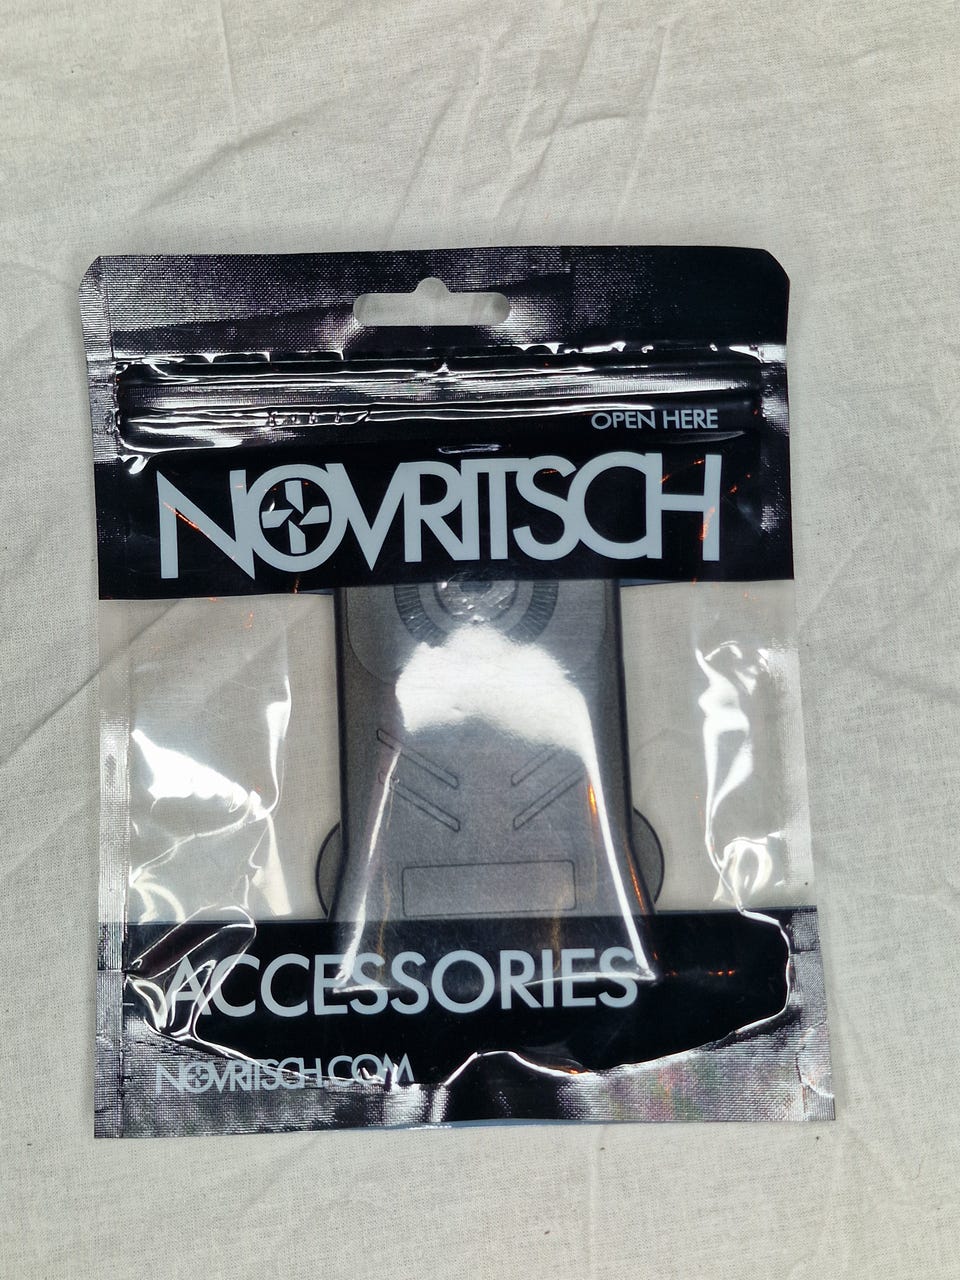 OPEN HERE
NOVRITSCH
ACCESSORIES
NOVRITSCH.COM